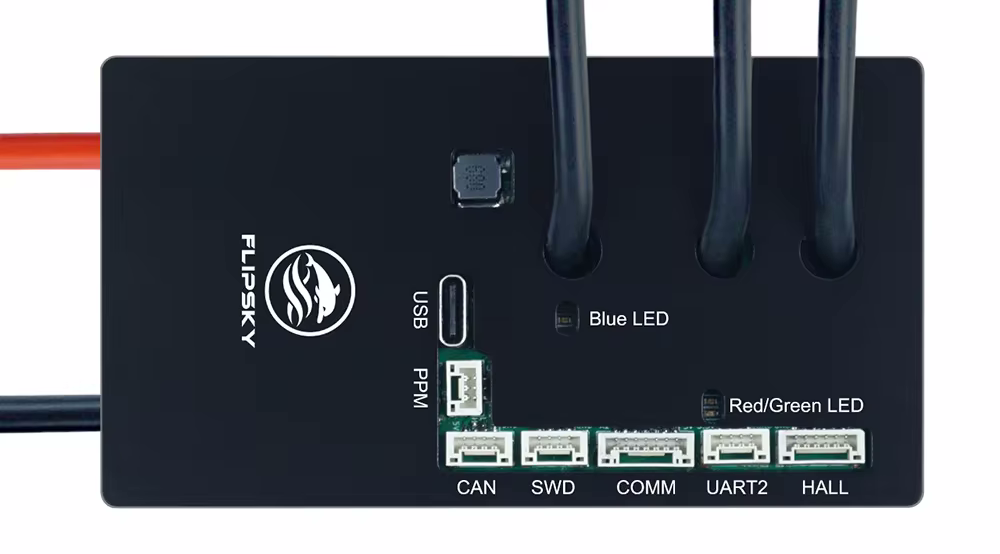 FLIPSKY
USB
Blue LED
PPM
Red/Green LED
CAN SWD COMM UART2 HALL